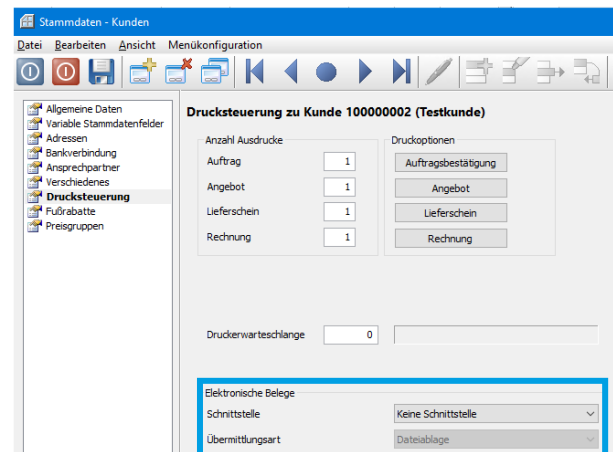 Stammdaten - Kunden
Datei Bearbeiten Ansicht Menükonfiguration
Allgemeine Daten
Variable Stammdatenfelder
Adressen
Bankverbindung
Ansprechpartner
Verschiedenes
Drucksteuerung
Fußrabatte
Preisgruppen
Drucksteuerung zu Kunde 100000002 (Testkunde)
Anzahl Ausdrucke
Auftrag 1
Angebot 1
Lieferschein 1
Rechnung 1
Druckoptionen
Auftragsbestätigung
Angebot
Lieferschein
Rechnung
Druckerwarteschlange 0
Elektronische Belege
Schnittstelle Keine Schnittstelle
Übermittlungsart Dateiablage